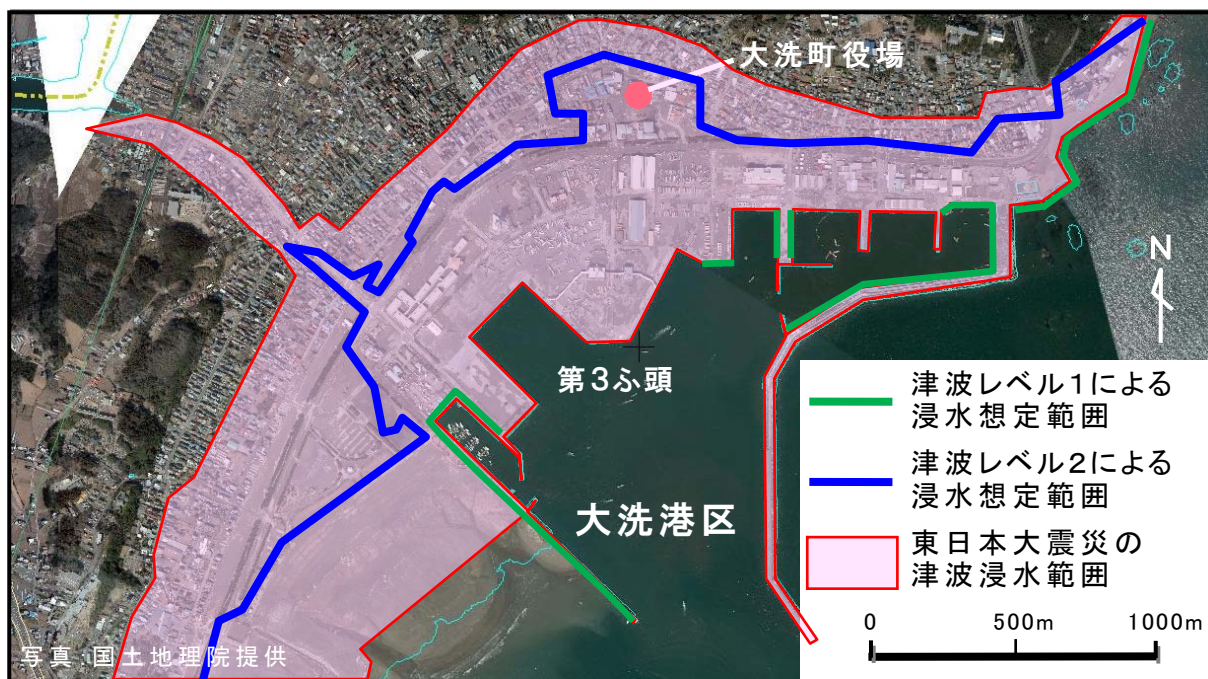 大洗町役場
N
第3ふ頭
大洗港区
津波レベル1による
浸水想定範囲
津波レベル2による
浸水想定範囲
東日本大震災の
津波浸水範囲
0 500m 1000m
写真:国土地理院提供